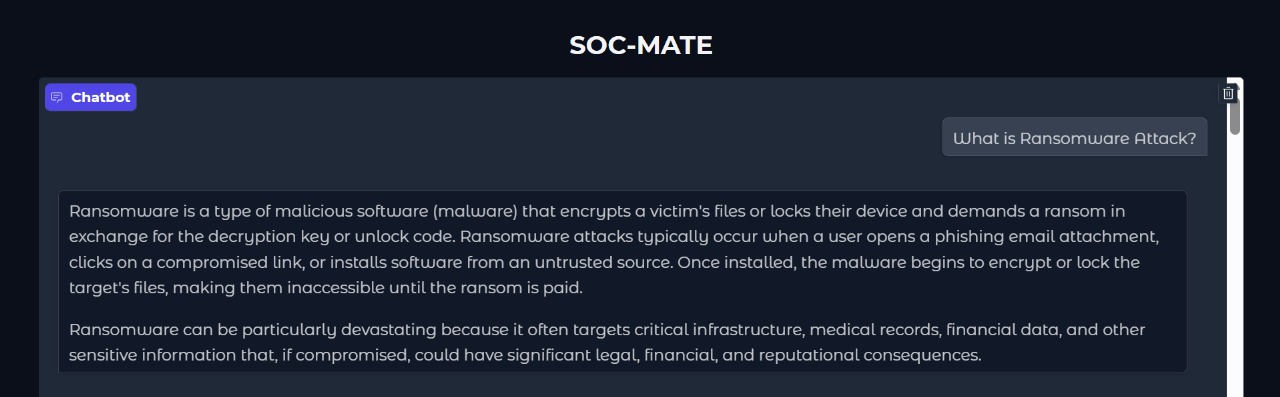 SOC-MATE
Chatbot
What is Ransomware Attack?
Ransomware is a type of malicious software (malware) that encrypts a victim's files or locks their device and demands a ransom in
exchange for the decryption key or unlock code. Ransomware attacks typically occur when a user opens a phishing email attachment,
clicks on a compromised link, or installs software from an untrusted source. Once installed, the malware begins to encrypt or lock the
target's files, making them inaccessible until the ransom is paid.
Ransomware can be particularly devastating because it often targets critical infrastructure, medical records, financial data, and other
sensitive information that, if compromised, could have significant legal, financial, and reputational consequences.